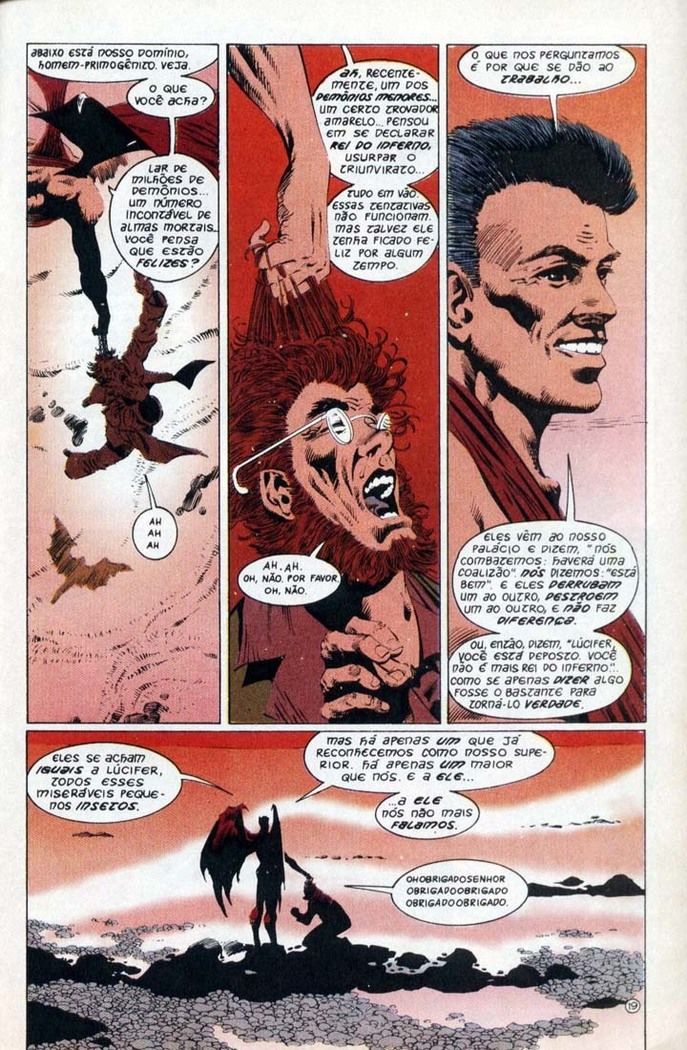 ABAIXO ESTÁ NOSSO DOMÍNIO,
HOMEM-PRIMOGÊNITO. VEJA.
O QUE
VOCÊ ACHA?
LAR DE
MILHÕES DE
DEMÔNIOS...
UM NÚMERO
INCONTÁVEL DE
ALMAS MORTAIS...
VOCÊ PENSA
QUE ESTÃO
FELIZES?
AH
AH
AH
AH, RECENTE-
MENTE, UM DOS
DEMÔNIOS MENORES...
UM CERTO TROVADOR
AMARELO... PENSOU
EM SE DECLARAR
REI DO INFERNO,
USURPAR O
TRIUNVIRATO...
TUDO EM VÃO.
ESSAS TENTATIVAS
NÃO FUNCIONAM.
MAS TALVEZ ELE
TENHA FICADO FE-
LIZ POR ALGUM
TEMPO.
AH. AH.
OH, NÃO. POR FAVOR.
OH, NÃO.
O QUE NOS PERGUNTAMOS
É POR QUE SE DÃO AO
TRABALHO...
ELES VÊM AO NOSSO
PALÁCIO E DIZEM, "NÓS
COMBATEMOS: HAVERÁ UMA
COALIZÃO". NÓS DIZEMOS: "ESTÁ
BEM". E ELES DERRUBAM
UM AO OUTRO, DESTROEM
UM AO OUTRO, E NÃO FAZ
DIFERENÇA.
OU, ENTÃO, DIZEM, "LÚCIFER,
VOCÊ ESTÁ DEPOSTO. VOCÊ
NÃO É MAIS REI DO INFERNO"...
COMO SE APENAS DIZER ALGO
FOSSE O BASTANTE PARA
TORNÁ-LO VERDADE.
ELES SE ACHAM
IGUAIS A LÚCIFER,
TODOS ESSES
MISERÁVEIS PEQUE-
NOS INSETOS.
MAS HÁ APENAS UM QUE JÁ
RECONHECEMOS COMO NOSSO SUPE-
RIOR. HÁ APENAS UM MAIOR
QUE NÓS. E A ELE...
...A ELE
NÓS NÃO MAIS
FALAMOS.
OHOBRIGADOSENHOR
OBRIGADOOBRIGADO
OBRIGADOOBRIGADO.
19